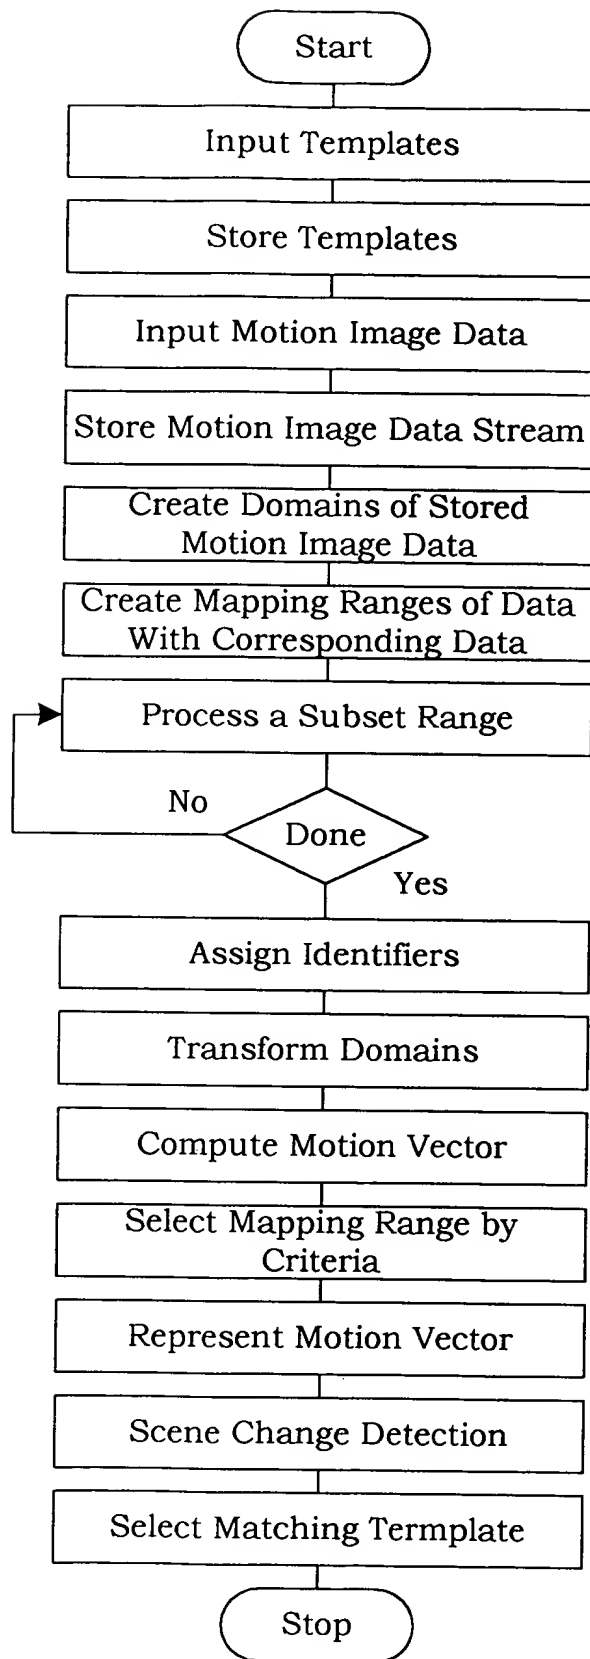 Start
Input Templates
Store Templates
Input Motion Image Data
Store Motion Image Data Stream
Create Domains of Stored
Motion Image Data
Create Mapping Ranges of Data
With Corresponding Data
Process a Subset Range
No
Done
Yes
Assign Identifiers
Transform Domains
Compute Motion Vector
Select Mapping Range by
Criteria
Represent Motion Vector
Scene Change Detection
Select Matching Termplate
Stop